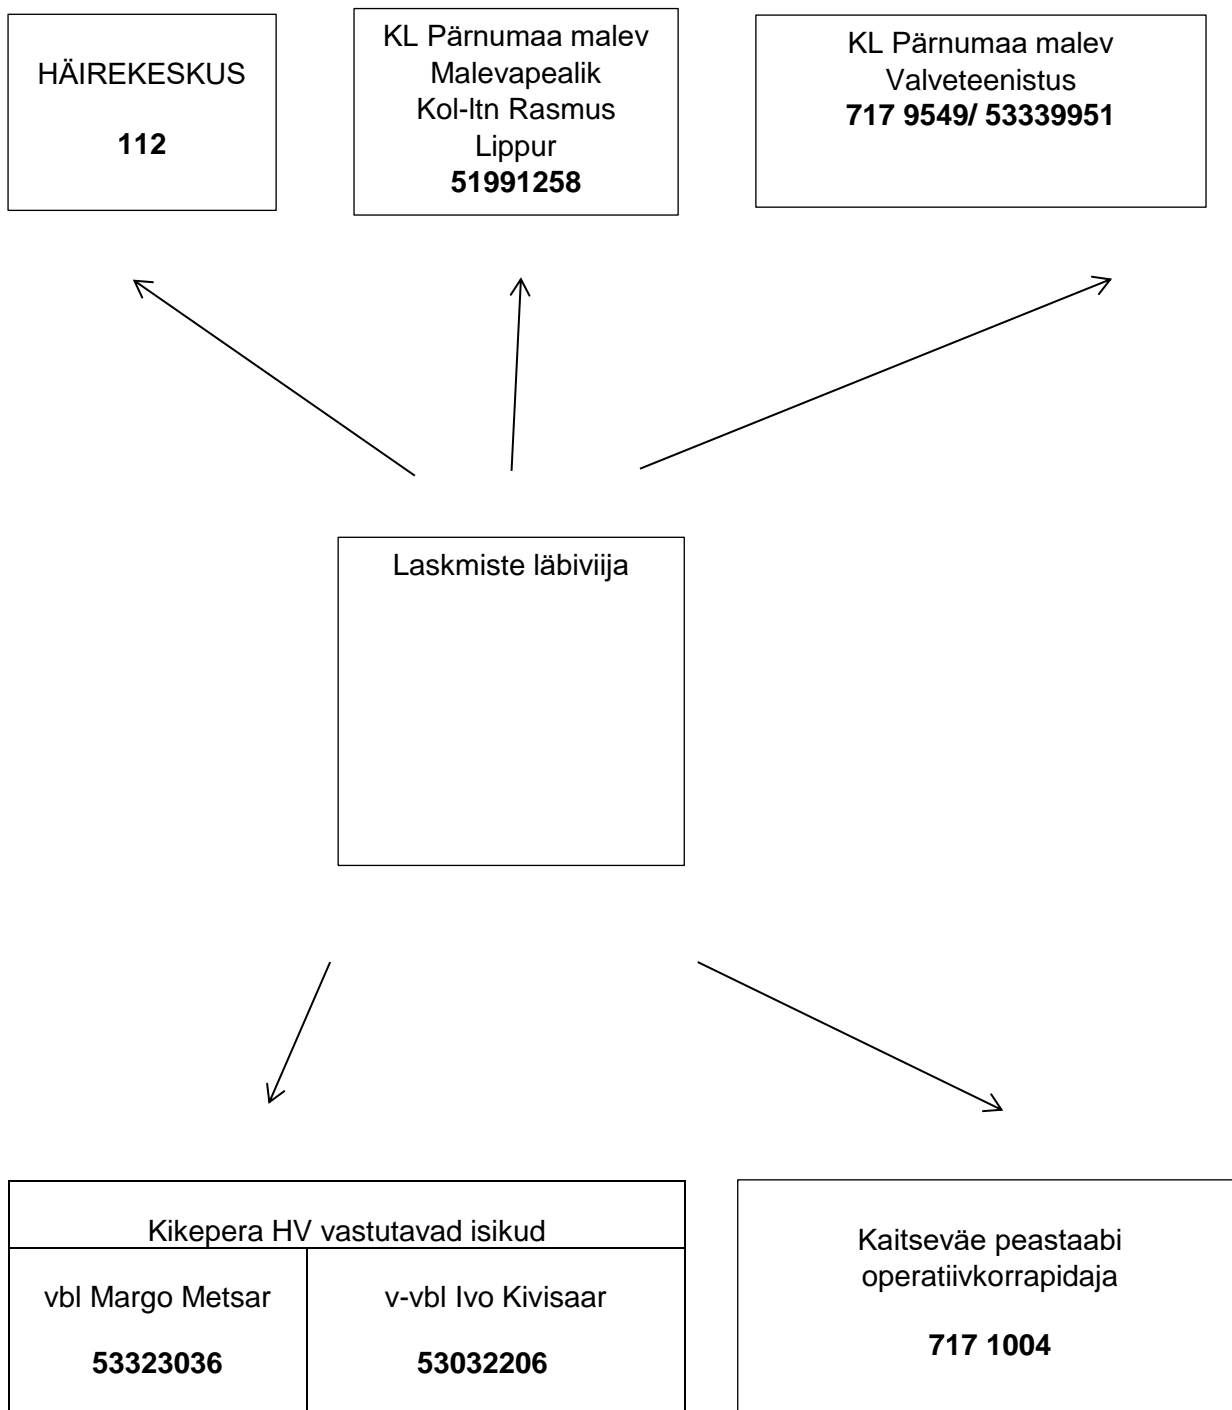 HÄIREKESKUS
112
KL Pärnumaa malev
Malevapealik
Kol-ltn Rasmus
Lippur
51991258
KL Pärnumaa malev
Valveteenistus
717 9549/ 53339951
Laskmiste läbiviija
Kikepera HV vastutavad isikud
vbl Margo Metsar
53323036
v-vbl Ivo Kivisaar
53032206
Kaitseväe peastaabi
operatiivkorrapidaja
717 1004